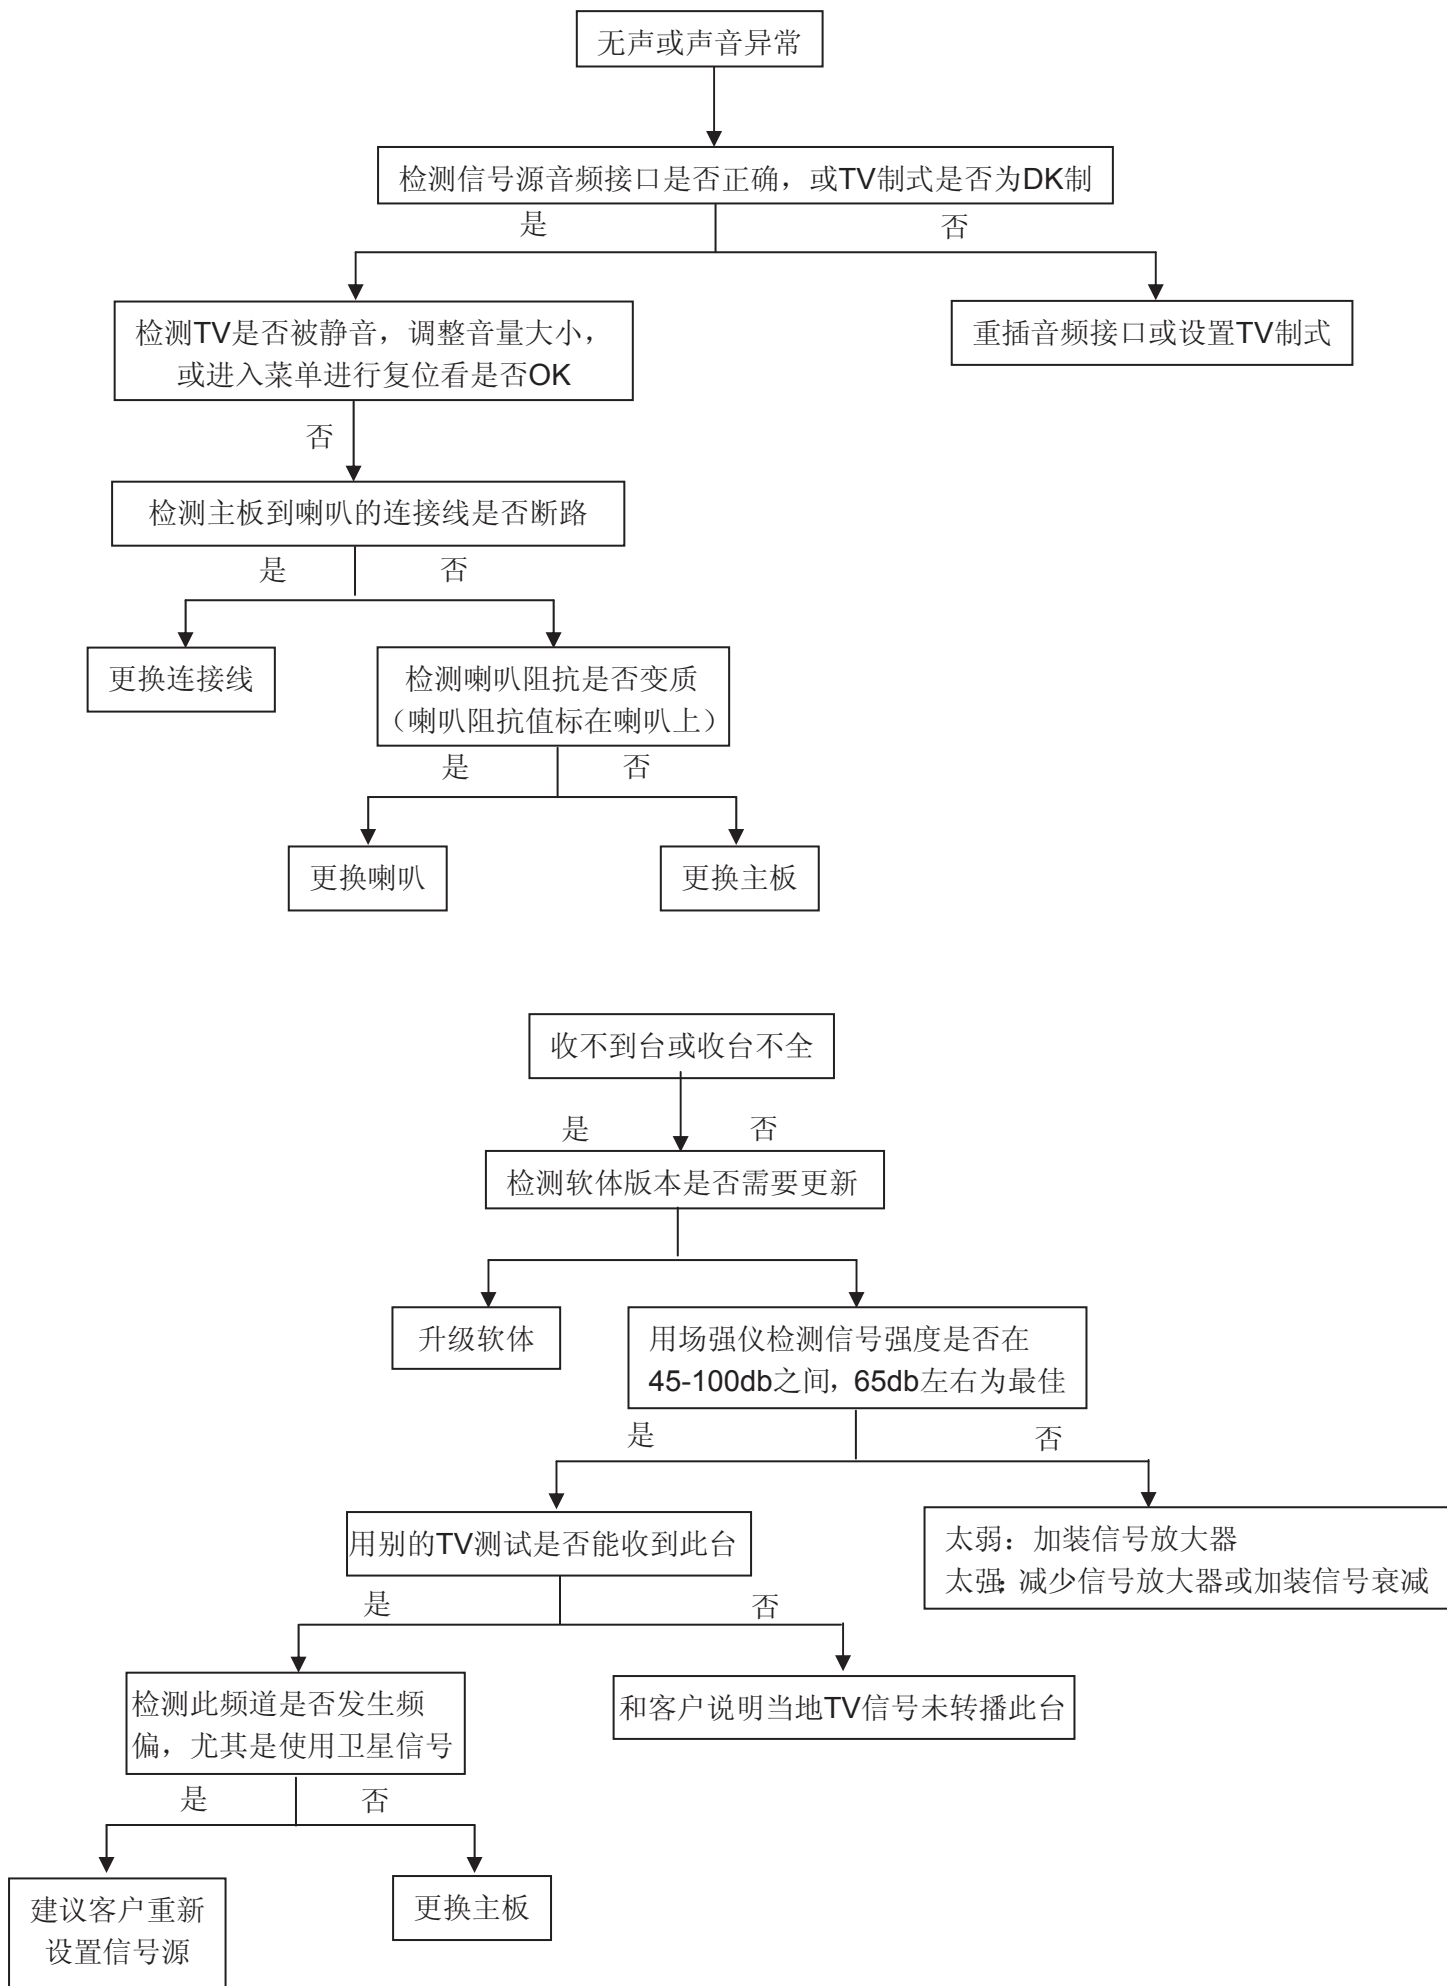 无声或声音异常
检测信号源音频接口是否正确，或TV制式是否为DK制
是
否
检测TV是否被静音，调整音量大小，
或进入菜单进行复位看是否OK
重插音频接口或设置TV制式
否
检测主板到喇叭的连接线是否断路
是
否
更换连接线
检测喇叭阻抗是否变质
（喇叭阻抗值标在喇叭上）
是
否
更换喇叭
更换主板
收不到台或收台不全
是
否
检测软体版本是否需要更新
升级软体
用场强仪检测信号强度是否在
45-100db之间，65db左右为最佳
是
否
用别的TV测试是否能收到此台
太弱：加装信号放大器
太强：减少信号放大器或加装信号衰减
是
否
检测此频道是否发生频
偏，尤其是使用卫星信号
和客户说明当地TV信号未转播此台
是
否
建议客户重新
设置信号源
更换主板